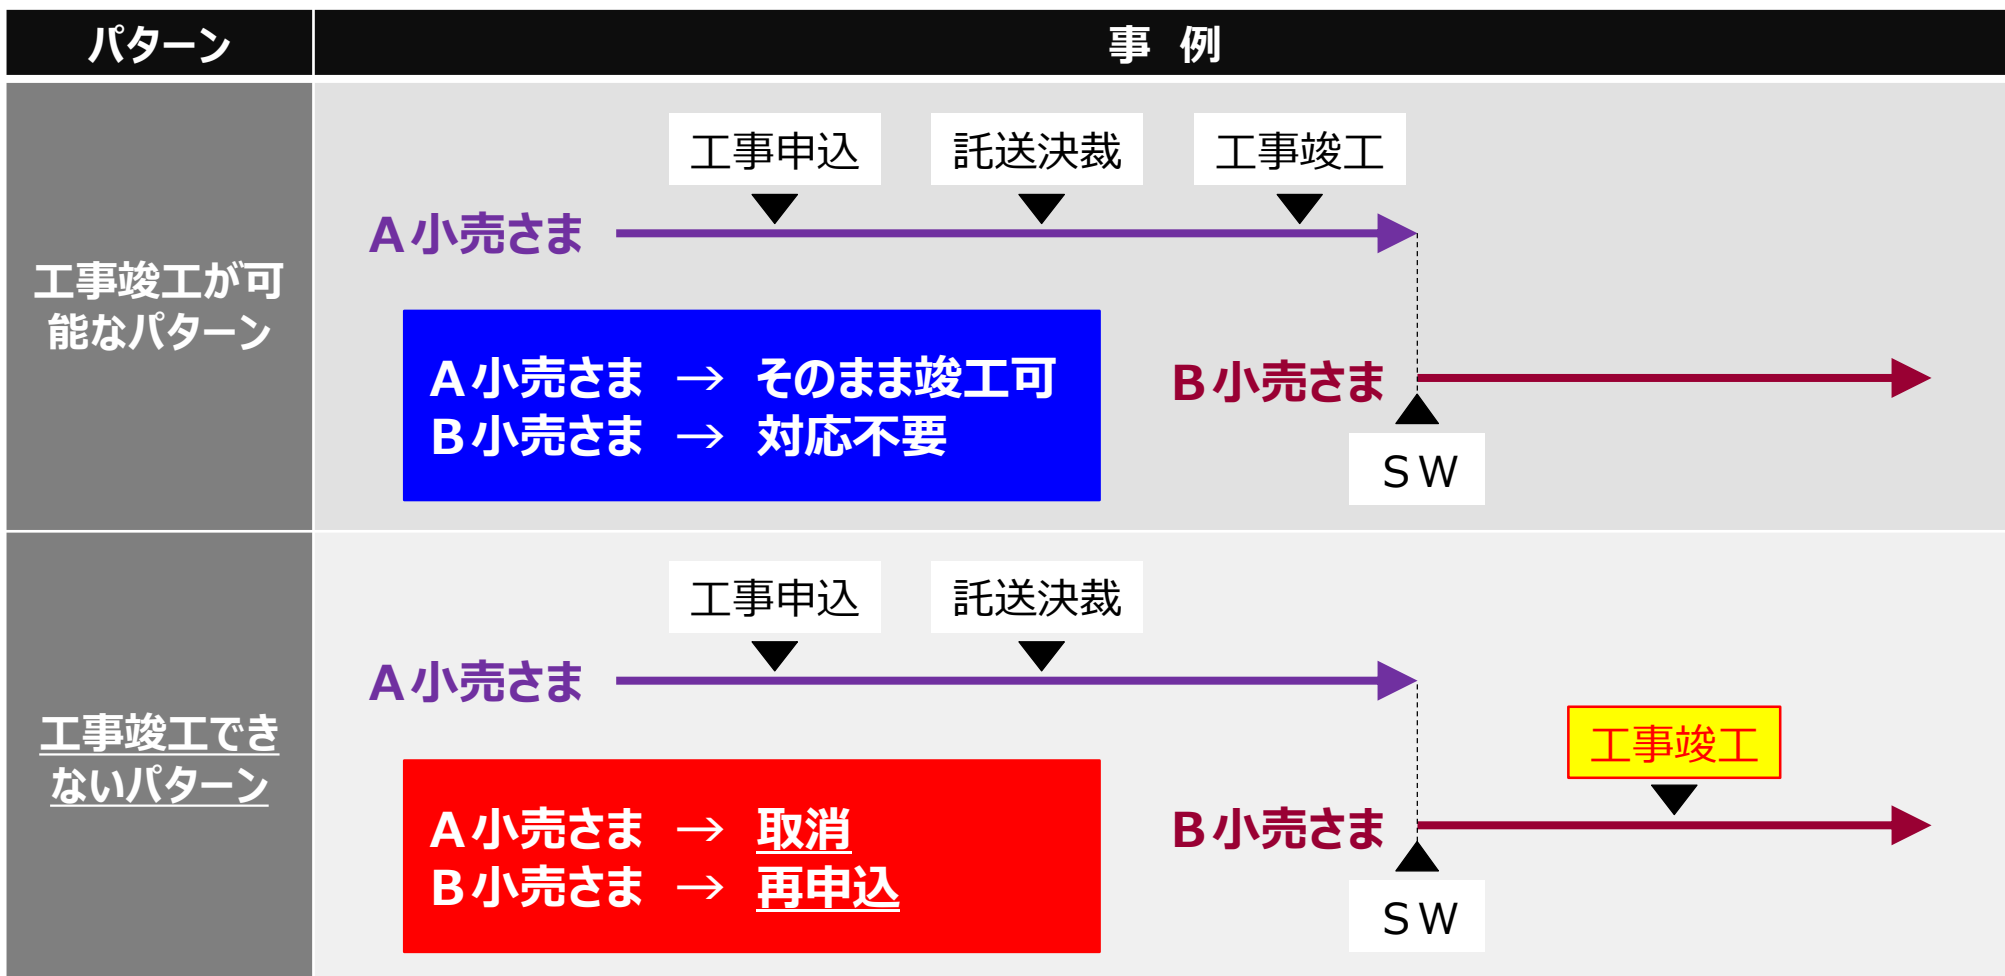 パターン
事 例
工事竣工が可
能なパターン
工事申込
託送決裁
工事竣工
A小売さま
A小売さま → そのまま竣工可
B小売さま → 対応不要
B小売さま
SW
工事竣工でき
ないパターン
工事申込
託送決裁
A小売さま
工事竣工
A小売さま → 取消
B小売さま → 再申込
B小売さま
SW